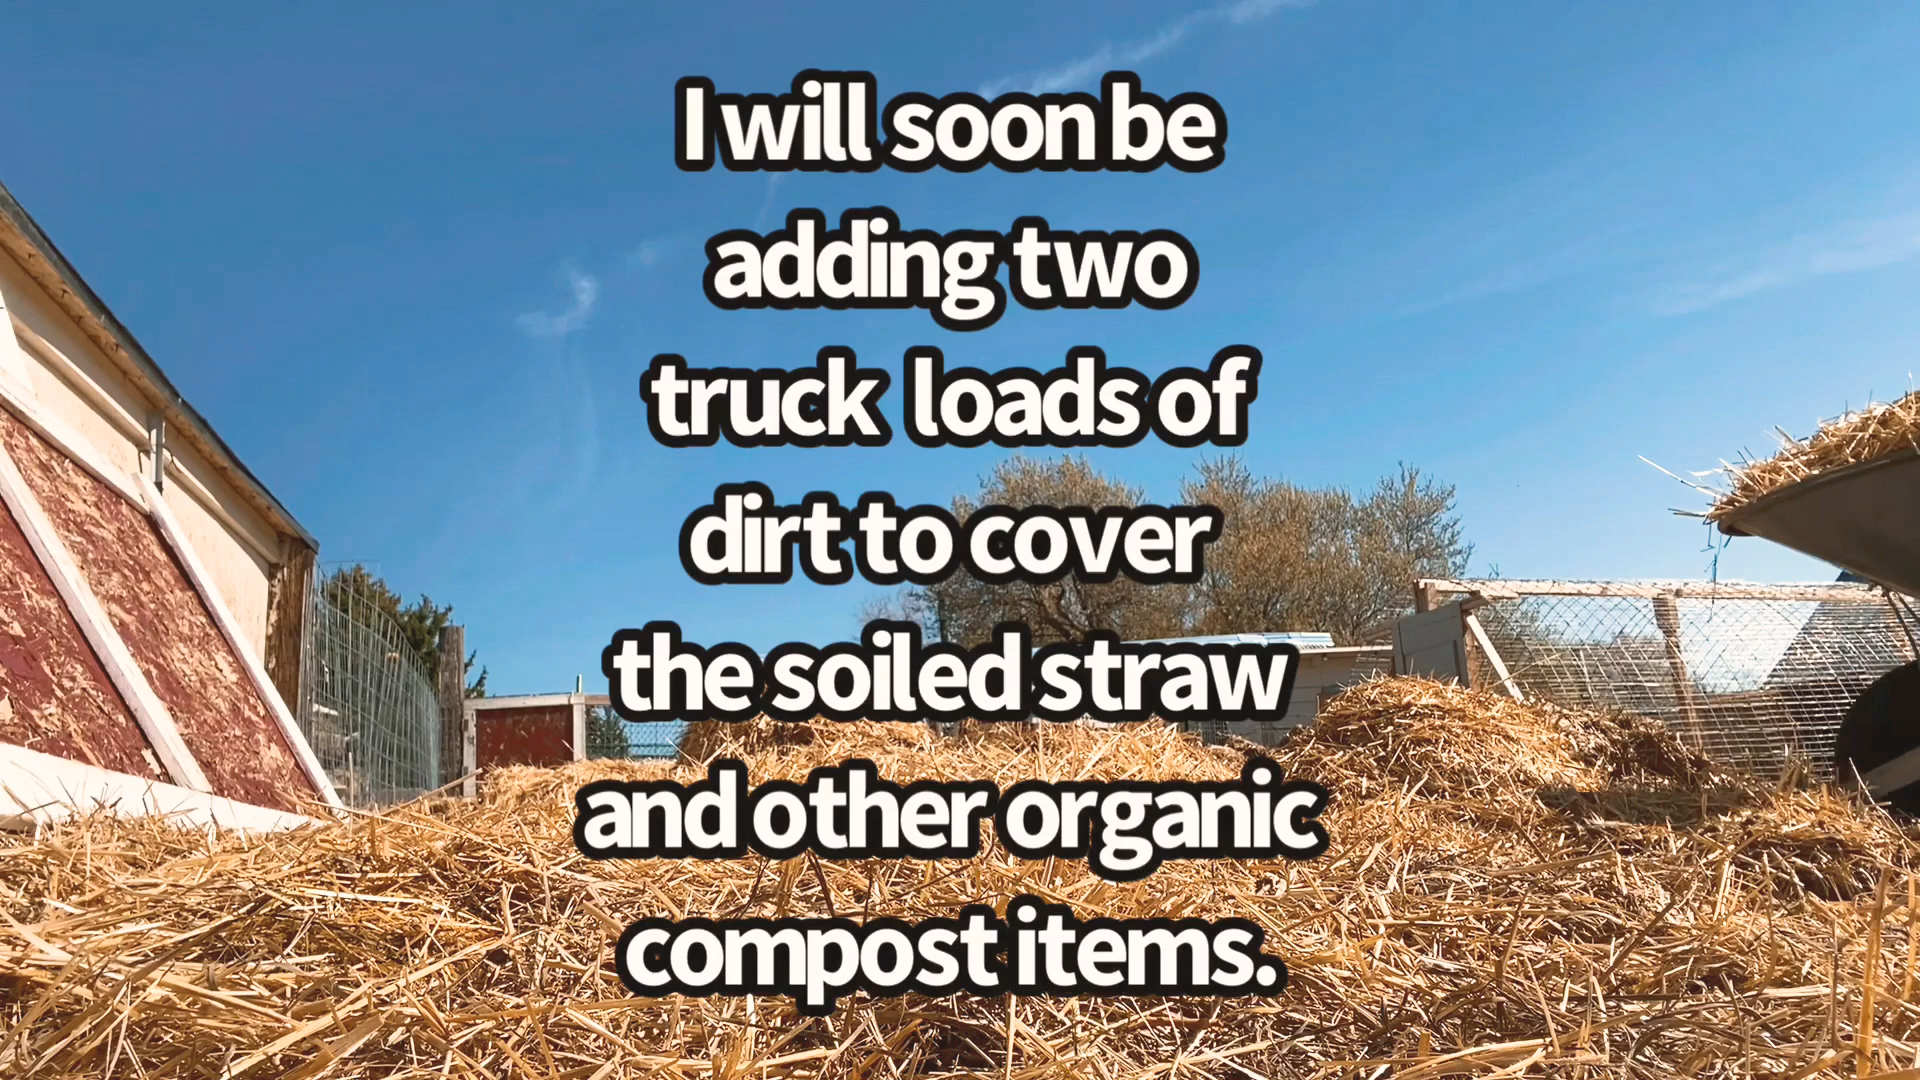 I will soon be
adding two
truck loads of
dirt to cover
the soiled straw
and other organic
compost items.